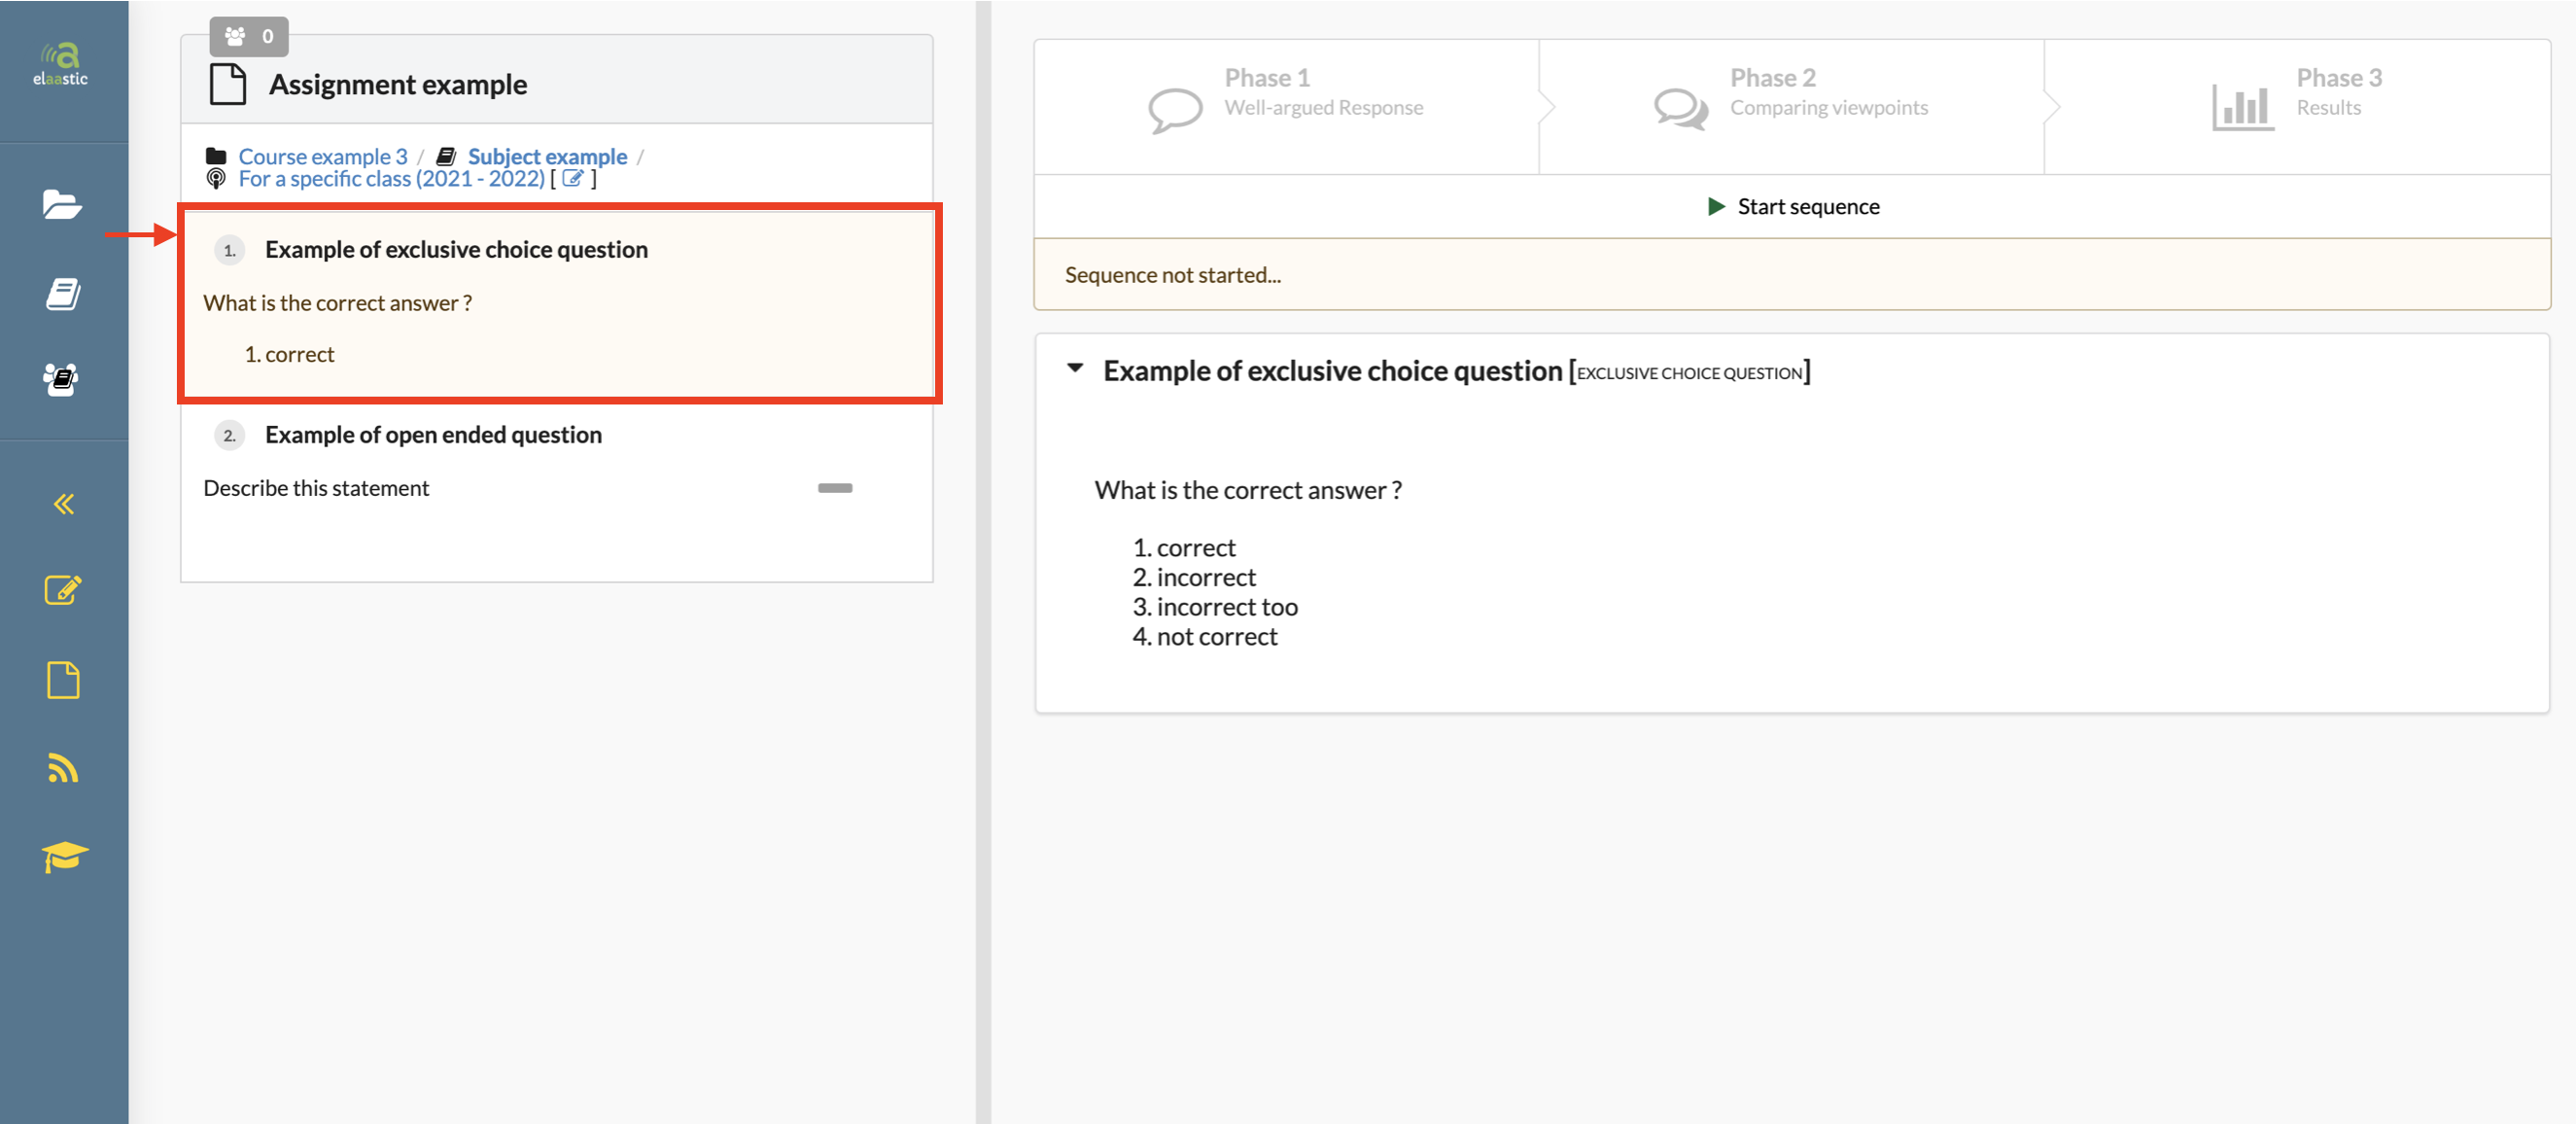 elaastic
0
Assignment example
Course example 3 / Subject example /
For a specific class (2021 - 2022) [ ]
1. Example of exclusive choice question
What is the correct answer ?
1. correct
2. Example of open ended question
Describe this statement
Phase 1
Well-argued Response
Phase 2
Comparing viewpoints
Phase 3
Results
Start sequence
Sequence not started...
Example of exclusive choice question [EXCLUSIVE CHOICE QUESTION]
What is the correct answer ?
1. correct
2. incorrect
3. incorrect too
4. not correct